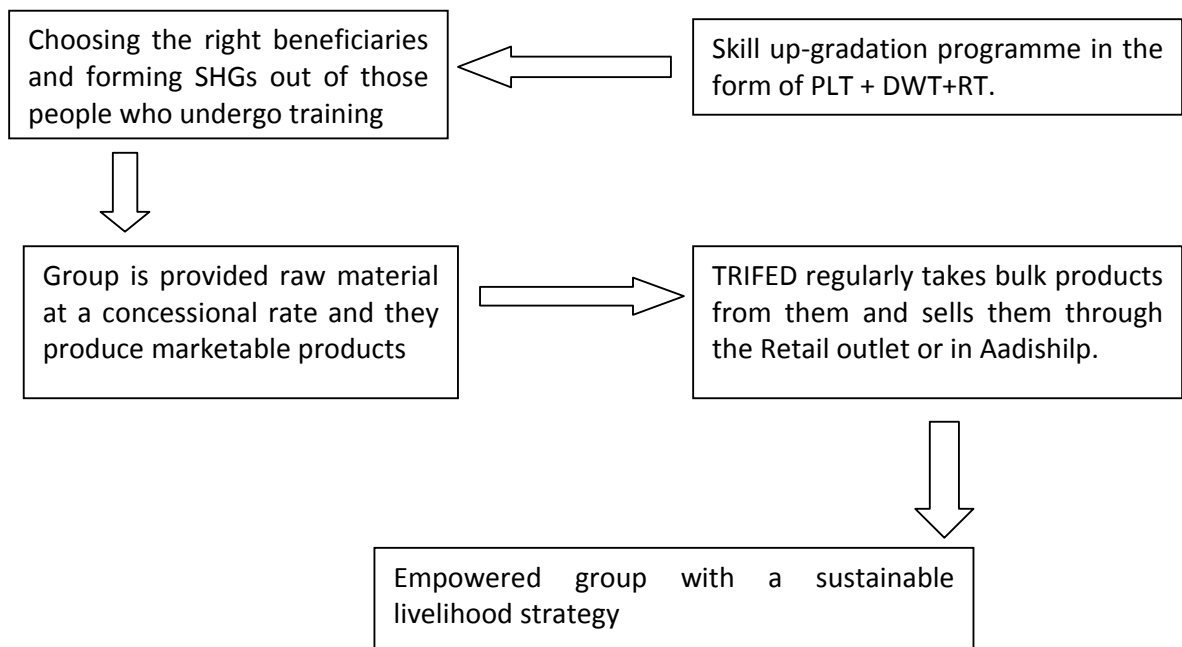 Choosing the right beneficiaries
and forming SHGs out of those
people who undergo training
Skill up-gradation programme in the
form of PLT + DWT+RT.
Group is provided raw material
at a concessional rate and they
produce marketable products
TRIFED regularly takes bulk products
from them and sells them through
the Retail outlet or in Aadishilp.
Empowered group with a sustainable
livelihood strategy